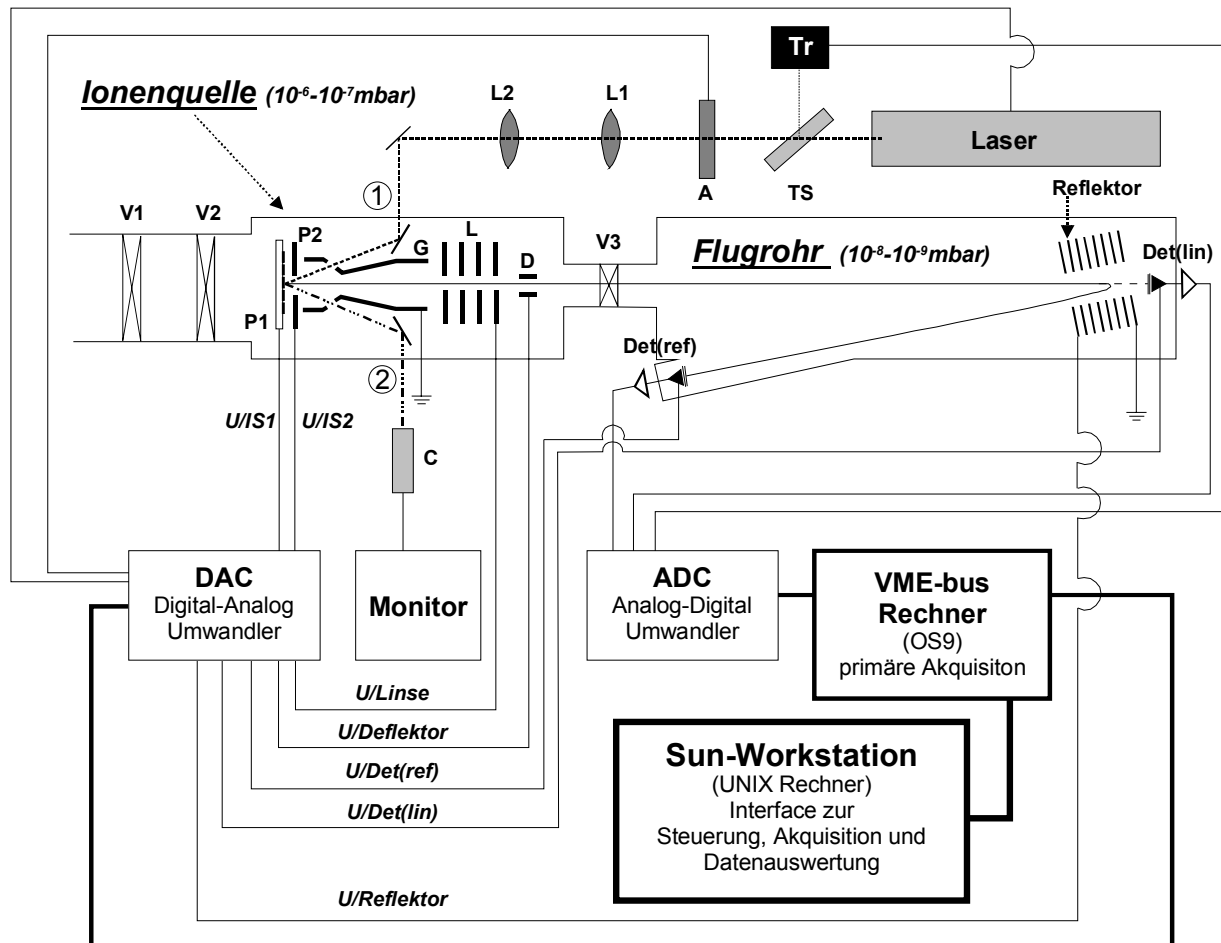 Tr
Ionenquelle (10⁻⁶-10⁻⁷mbar)
L2
L1
Laser
A
TS
Reflektor
1
V1
V2
P2
G
L
D
V3
Flugrohr (10⁻⁸-10⁻⁹mbar)
Det(lin)
P1
Det(ref)
2
U/IS1
U/IS2
C
DAC
Digital-Analog
Umwandler
Monitor
ADC
Analog-Digital
Umwandler
VME-bus
Rechner
(OS9)
primäre Akquisiton
U/Linse
U/Deflektor
U/Det(ref)
U/Det(lin)
Sun-Workstation
(UNIX Rechner)
Interface zur
Steuerung, Akquisition und
Datenauswertung
U/Reflektor